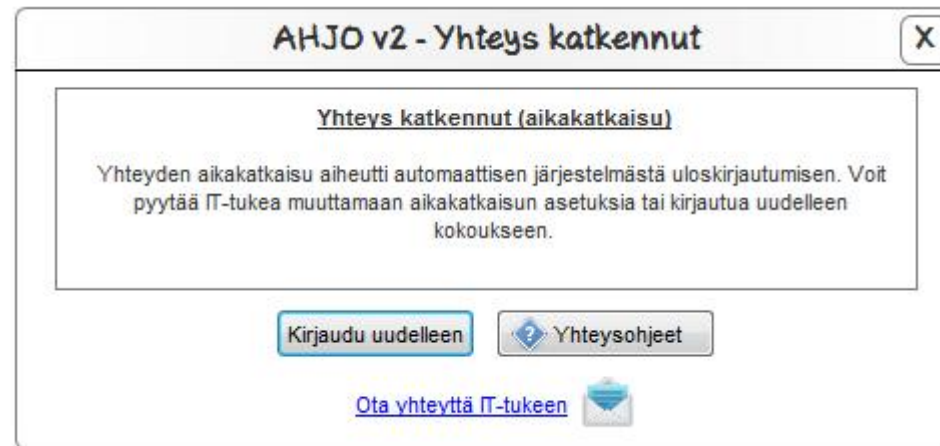 AHJO v2 - Yhteys katkennut
X
Yhteys katkennut (aikakatkaisu)
Yhteyden aikakatkaisu aiheutti automaattisen järjestelmästä uloskirjautumisen. Voit
pyytää IT-tukea muuttamaan aikakatkaisun asetuksia tai kirjautua uudelleen
kokoukseen.
Kirjaudu uudelleen
? Yhteysohjeet
Ota yhteyttä IT-tukeen